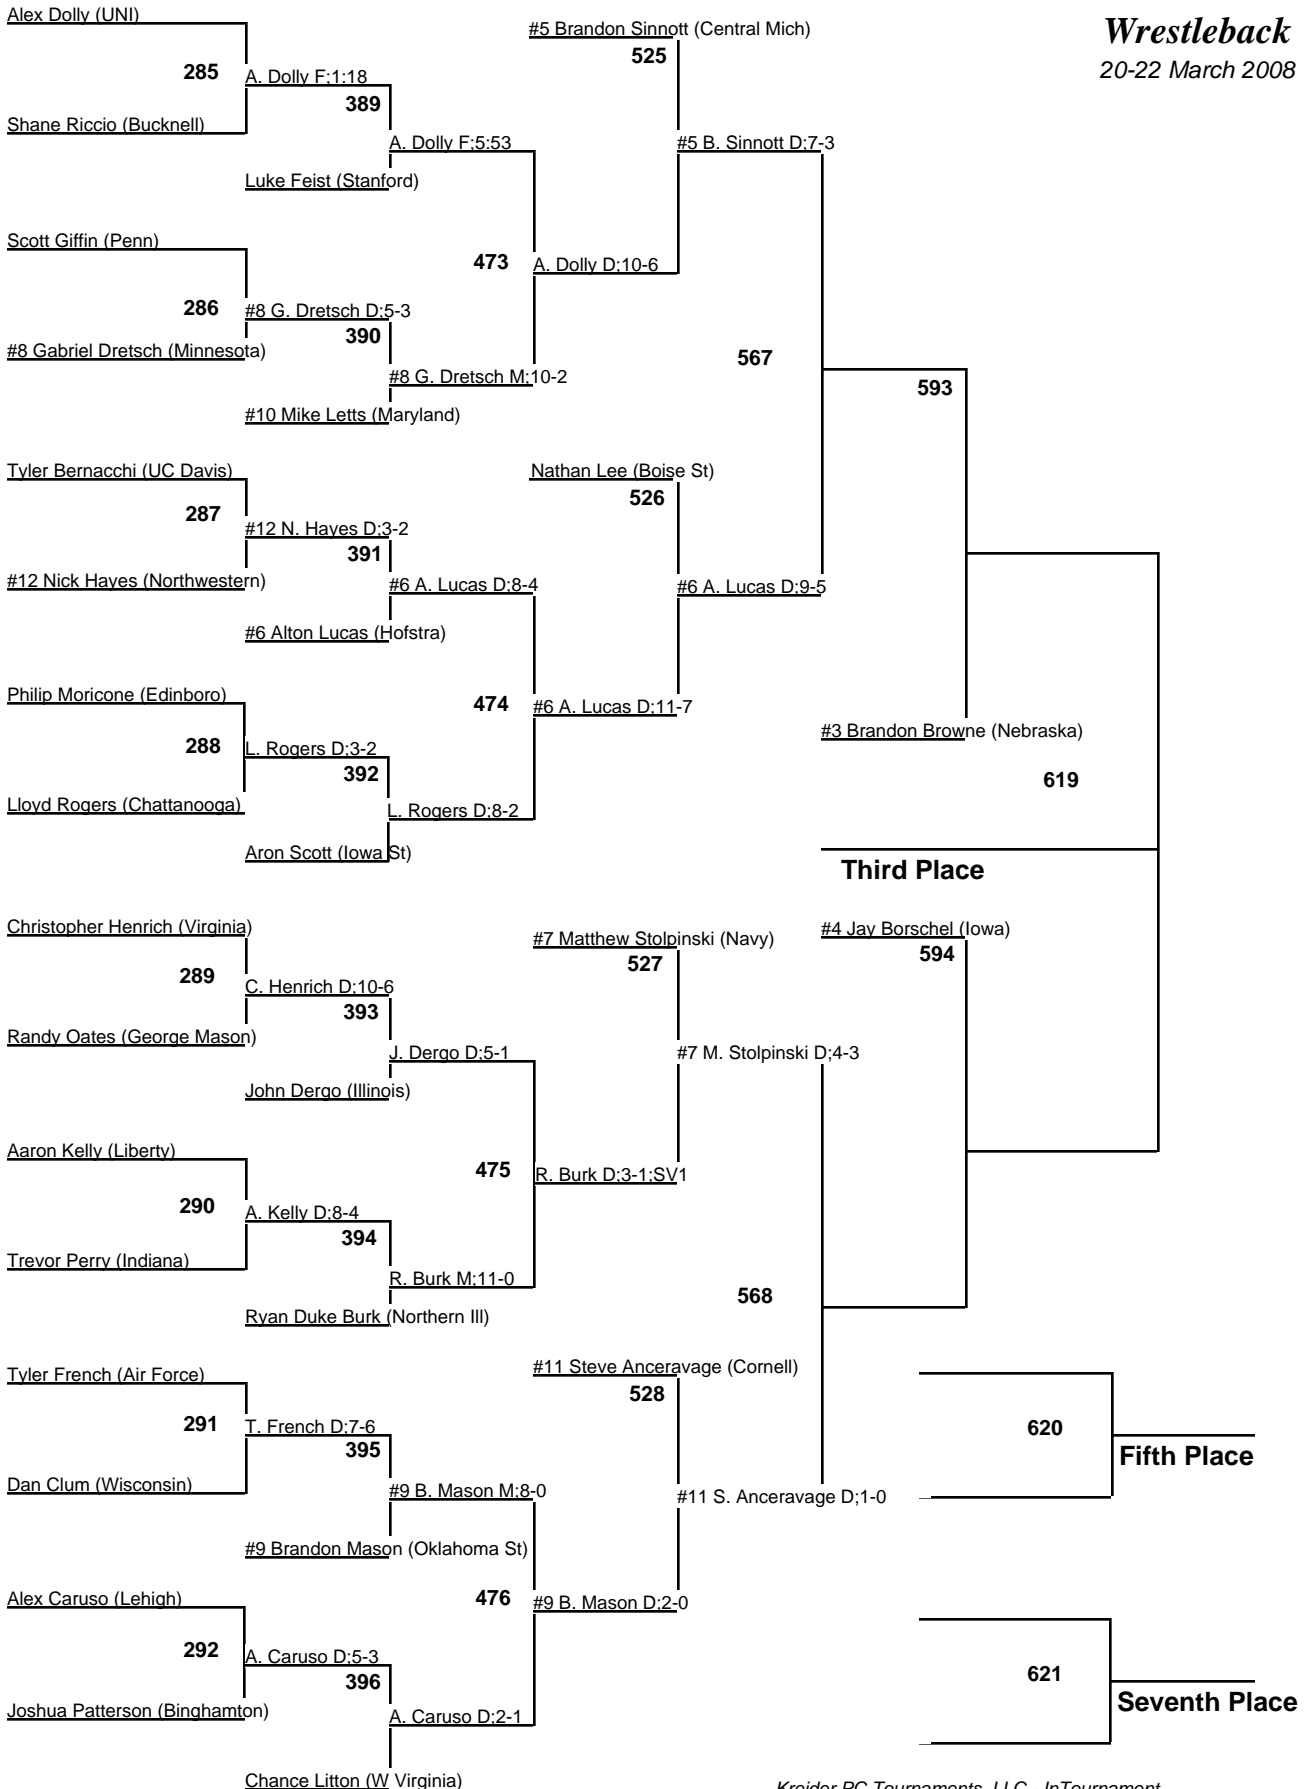 Alex Dolly (UNI)
#5 Brandon Sinnott (Central Mich)
Wrestleback
525
20-22 March 2008
285
A. Dolly F;1:18
389
Shane Riccio (Bucknell)
A. Dolly F;5:53
#5 B. Sinnott D;7-3
Luke Feist (Stanford)
Scott Giffin (Penn)
473
A. Dolly D;10-6
286
#8 G. Dretsch D;5-3
390
#8 Gabriel Dretsch (Minnesota)
567
#8 G. Dretsch M;10-2
593
#10 Mike Letts (Maryland)
Tyler Bernacchi (UC Davis)
Nathan Lee (Boise St)
526
287
#12 N. Hayes D;3-2
391
#12 Nick Hayes (Northwestern)
#6 A. Lucas D;8-4
#6 A. Lucas D;9-5
#6 Alton Lucas (Hofstra)
Philip Moricone (Edinboro)
474
#6 A. Lucas D;11-7
#3 Brandon Browne (Nebraska)
288
L. Rogers D;3-2
392
619
Lloyd Rogers (Chattanooga)
L. Rogers D;8-2
Aron Scott (Iowa St)
Third Place
Christopher Henrich (Virginia)
#7 Matthew Stolpinski (Navy)
#4 Jay Borschel (Iowa)
527
594
289
C. Henrich D;10-6
393
Randy Oates (George Mason)
J. Dergo D;5-1
#7 M. Stolpinski D;4-3
John Dergo (Illinois)
Aaron Kelly (Liberty)
475
R. Burk D;3-1;SV1
290
A. Kelly D;8-4
394
Trevor Perry (Indiana)
R. Burk M;11-0
568
Ryan Duke Burk (Northern Ill)
Tyler French (Air Force)
#11 Steve Anceravage (Cornell)
528
291
T. French D;7-6
395
620
Fifth Place
Dan Clum (Wisconsin)
#9 B. Mason M;8-0
#11 S. Anceravage D;1-0
#9 Brandon Mason (Oklahoma St)
Alex Caruso (Lehigh)
476
#9 B. Mason D;2-0
292
A. Caruso D;5-3
396
621
Joshua Patterson (Binghamton)
A. Caruso D;2-1
Seventh Place
Chance Litton (W Virginia)
Kreider PC Tournaments, LLC - InTournament